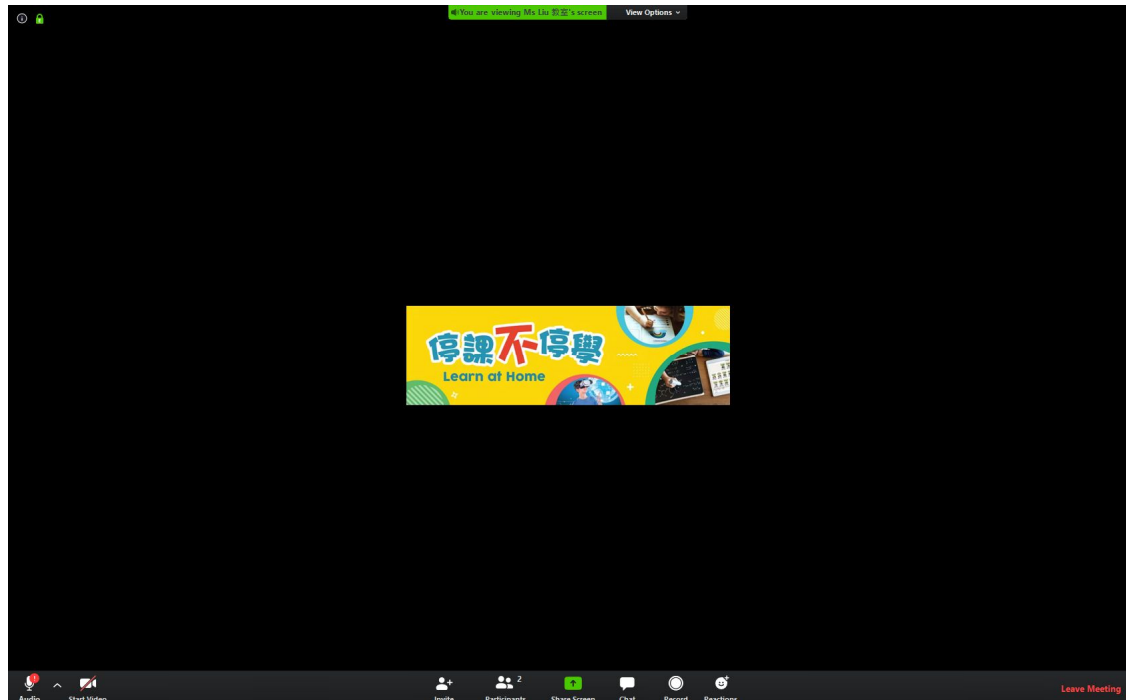 You are viewing Ms Liu 教室's screen
View Options
停課不停學
Learn at Home
Audio
Start Video
Invite
Participants
2
Share Screen
Chat
Record
Reactions
Leave Meeting